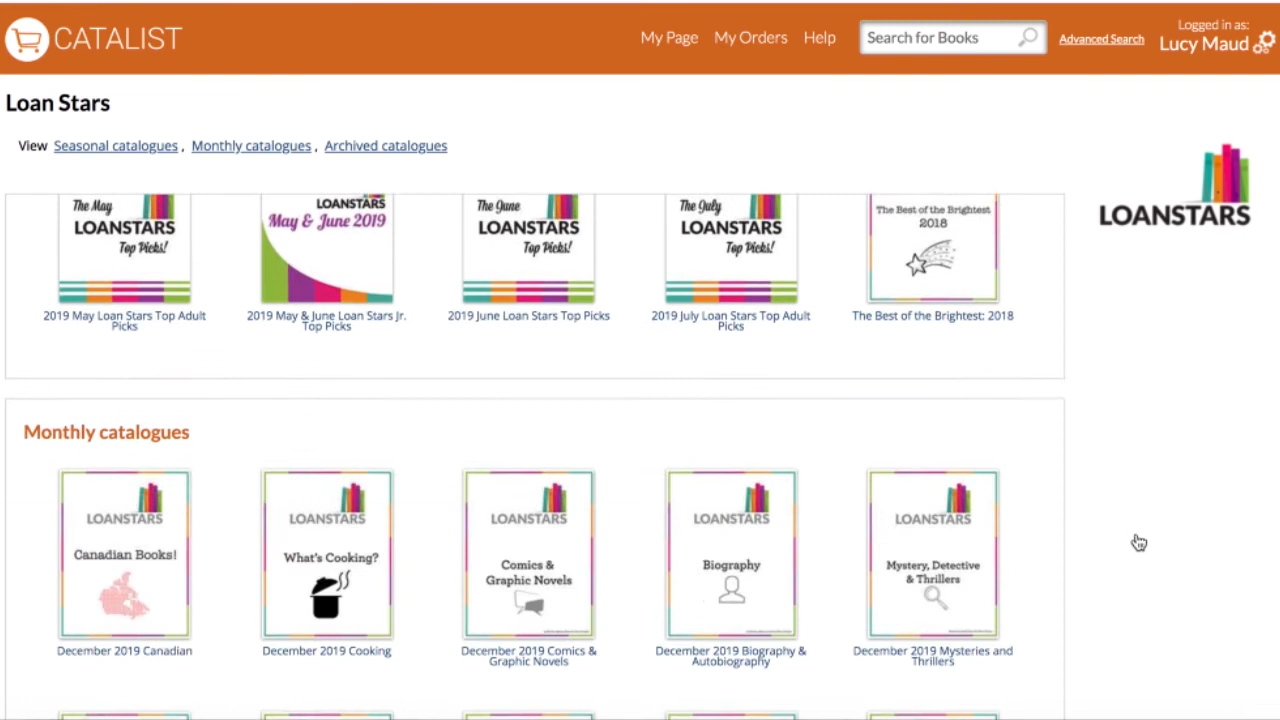 CATALIST
My Page My Orders Help
Search for Books
Advanced Search
Logged in as:
Lucy Maud
Loan Stars
View Seasonal catalogues , Monthly catalogues , Archived catalogues
LOANSTARS
The May
LOANSTARS
Top Picks!
2019 May Loan Stars Top Adult
Picks
LOANSTARS
May & June 2019
2019 May & June Loan Stars Jr.
Top Picks
The June
LOANSTARS
Top Picks!
2019 June Loan Stars Top Picks
The July
LOANSTARS
Top Picks!
2019 July Loan Stars Top Adult
Picks
The Best of the Brightest
2018
The Best of the Brightest: 2018
Monthly catalogues
LOANSTARS
Canadian Books!
December 2019 Canadian
LOANSTARS
What's Cooking?
December 2019 Cooking
LOANSTARS
Comics &
Graphic Novels
December 2019 Comics &
Graphic Novels
LOANSTARS
Biography
December 2019 Biography &
Autobiography
LOANSTARS
Mystery, Detective
& Thrillers
December 2019 Mysteries and
Thrillers